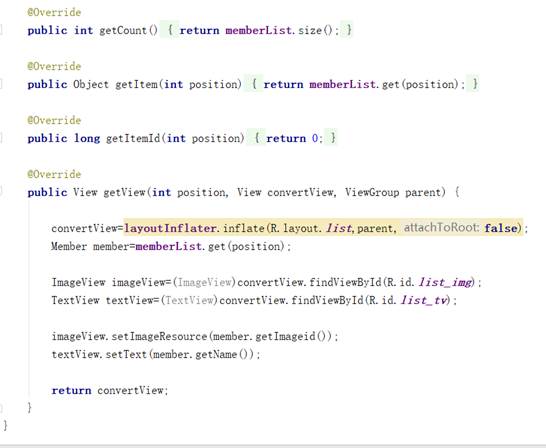 @Override
public int getCount() { return memberList.size(); }
@Override
public Object getItem(int position) { return memberList.get(position); }
@Override
public long getItemId(int position) { return 0; }
@Override
public View getView(int position, View convertView, ViewGroup parent) {
convertView=layoutInflater.inflate(R.layout.list,parent, attachToRoot: false);
Member member=memberList.get(position);
ImageView imageView=(ImageView)convertView.findViewById(R.id.list_img);
TextView textView=(TextView)convertView.findViewById(R.id.list_tv);
imageView.setImageResource(member.getImageid());
textView.setText(member.getName());
return convertView;
}
}